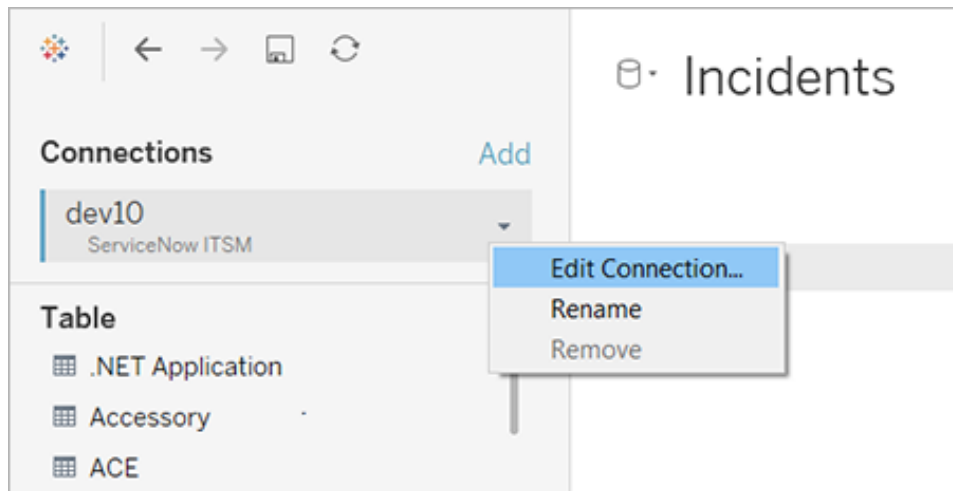 Incidents
Connections
Add
dev10
ServiceNow ITSM
Edit Connection...
Rename
Remove
Table
.NET Application
Accessory
ACE